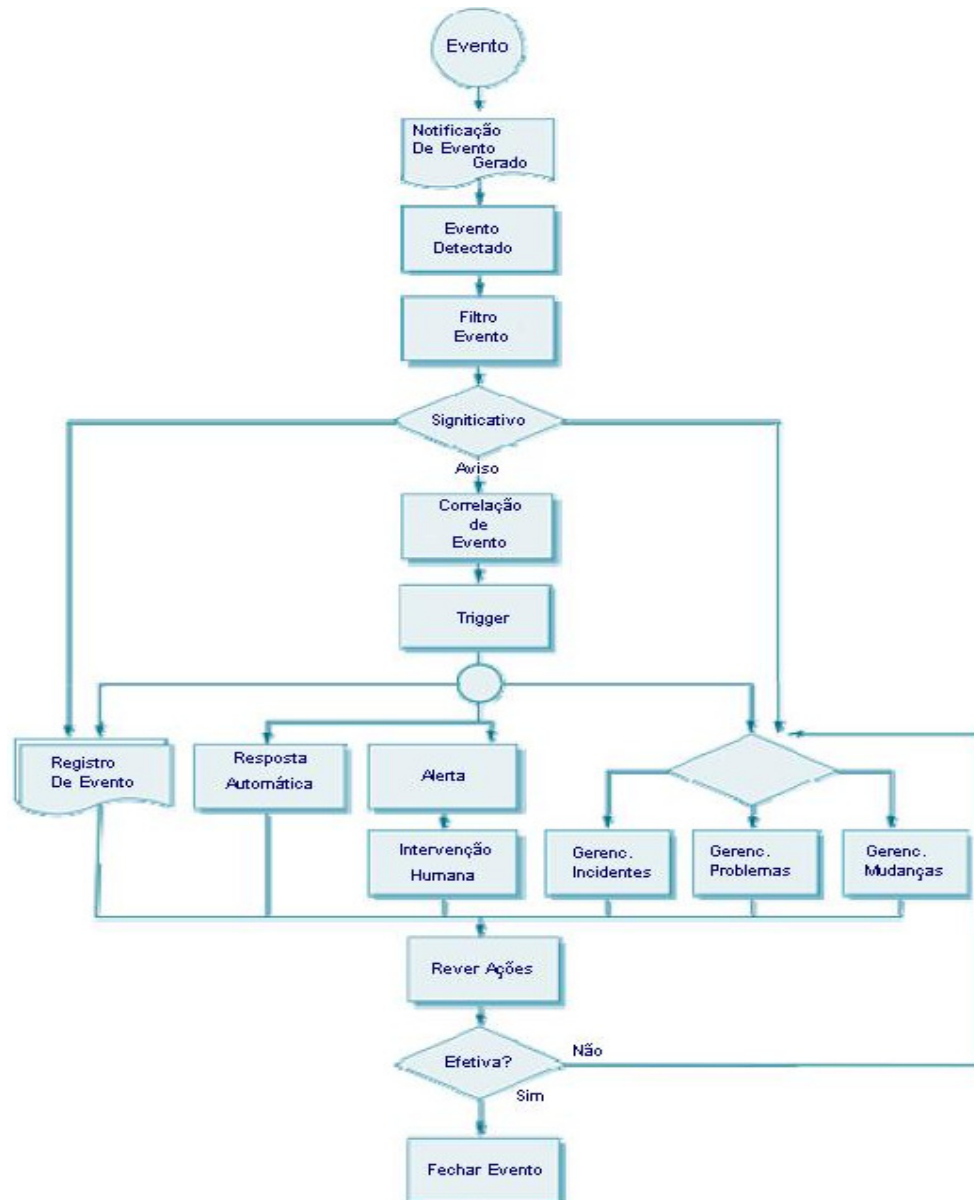 Evento
Notificação
De Evento
Gerado
Evento
Detectado
Filtro
Evento
Signiticativo
Aviso
Correlação
de
Evento
Trigger
Registro
De Evento
Resposta
Automática
Alerta
Intervenção
Humana
Gerenc.
Incidentes
Gerenc.
Problemas
Gerenc.
Mudanças
Rever Ações
Efetiva?
Não
Sim
Fechar Evento